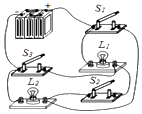 - +
S₁
S₃
L₁
L₂
S₂